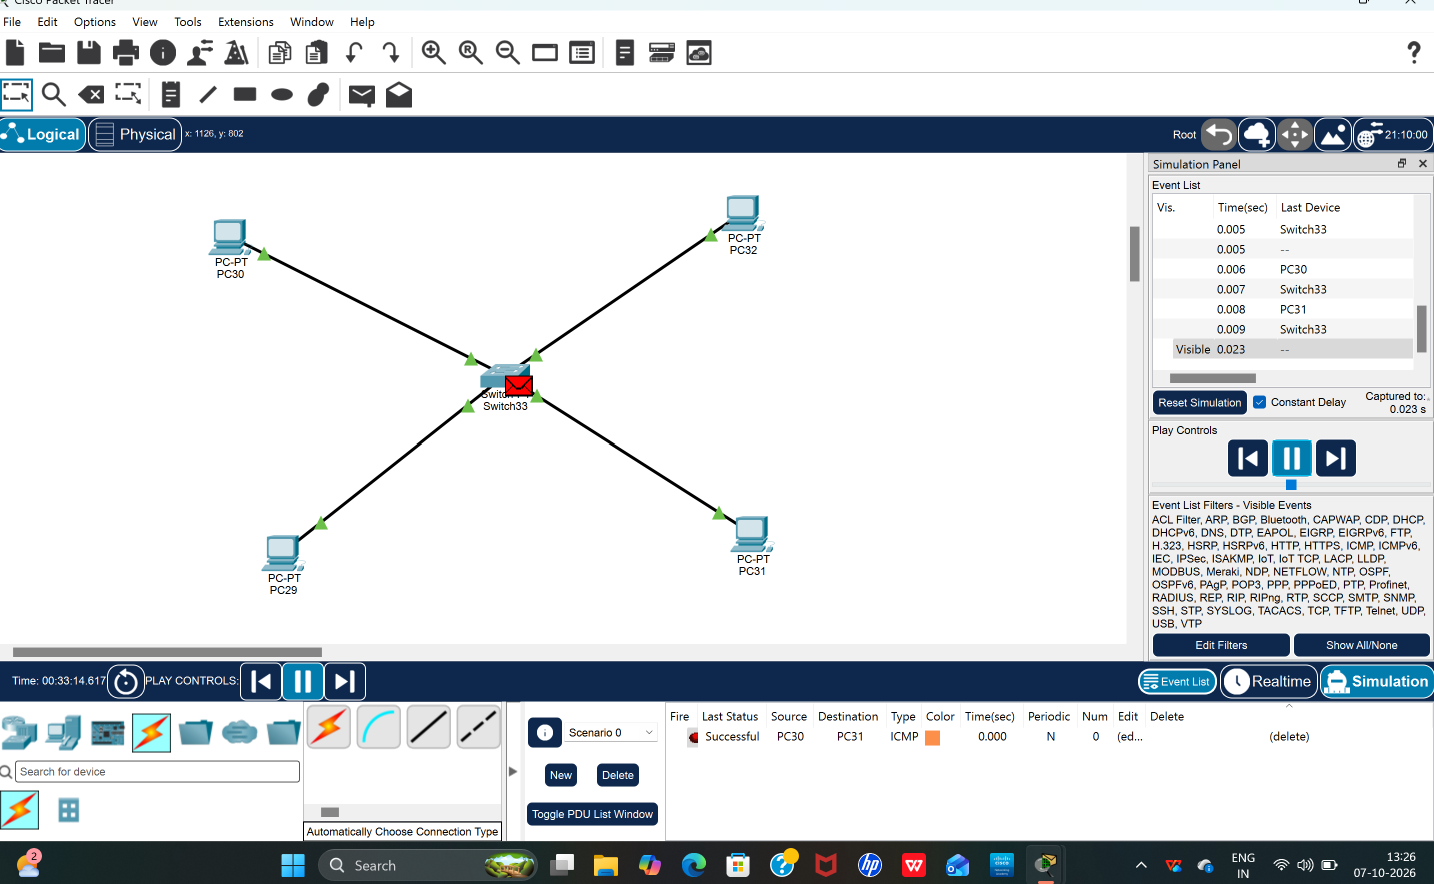 Cisco Packet Tracer
File Edit Options View Tools Extensions Window Help
Logical Physical x: 1126, y: 802 Root 21:10:00
Simulation Panel
Event List
Vis. Time(sec) Last Device
0.005 Switch33
0.005 --
0.006 PC30
0.007 Switch33
0.008 PC31
0.009 Switch33
Visible 0.023 --
Reset Simulation Constant Delay Captured to:
0.023 s
Play Controls
Event List Filters - Visible Events
ACL Filter, ARP, BGP, Bluetooth, CAPWAP, CDP, DHCP,
DHCPv6, DNS, DTP, EAPOL, EIGRP, EIGRPv6, FTP,
H.323, HSRP, HSRPv6, HTTP, HTTPS, ICMP, ICMPv6,
IEC, IPSec, ISAKMP, IoT, IoT TCP, LACP, LLDP,
MODBUS, Meraki, NDP, NETFLOW, NTP, OSPF,
OSPFv6, PAgP, POP3, PPP, PPPoED, PTP, Profinet,
RADIUS, REP, RIP, RIPng, RTP, SCCP, SMTP, SNMP,
SSH, STP, SYSLOG, TACACS, TCP, TFTP, Telnet, UDP,
USB, VTP
Edit Filters Show All/None
PC-PT
PC30
PC-PT
PC32
Switch33
PC-PT
PC29
PC-PT
PC31
Time: 00:33:14.617 PLAY CONTROLS: Event List Realtime Simulation
Search for device
Automatically Choose Connection Type
Scenario 0
New Delete
Toggle PDU List Window
Fire Last Status Source Destination Type Color Time(sec) Periodic Num Edit Delete
Successful PC30 PC31 ICMP 0.000 N 0 (ed... (delete)
2 Search ENG
IN
13:26
07-10-2026